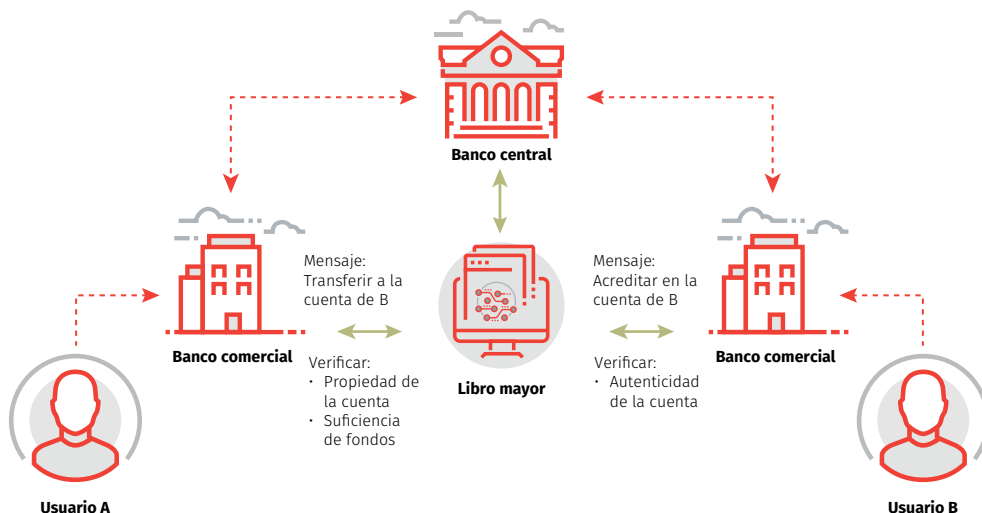 Banco central
Mensaje:
Transferir a la
cuenta de B
Mensaje:
Acreditar en la
cuenta de B
Banco comercial
Verificar:
· Propiedad de
la cuenta
· Suficiencia
de fondos
Libro mayor
Verificar:
· Autenticidad
de la cuenta
Banco comercial
Usuario A
Usuario B